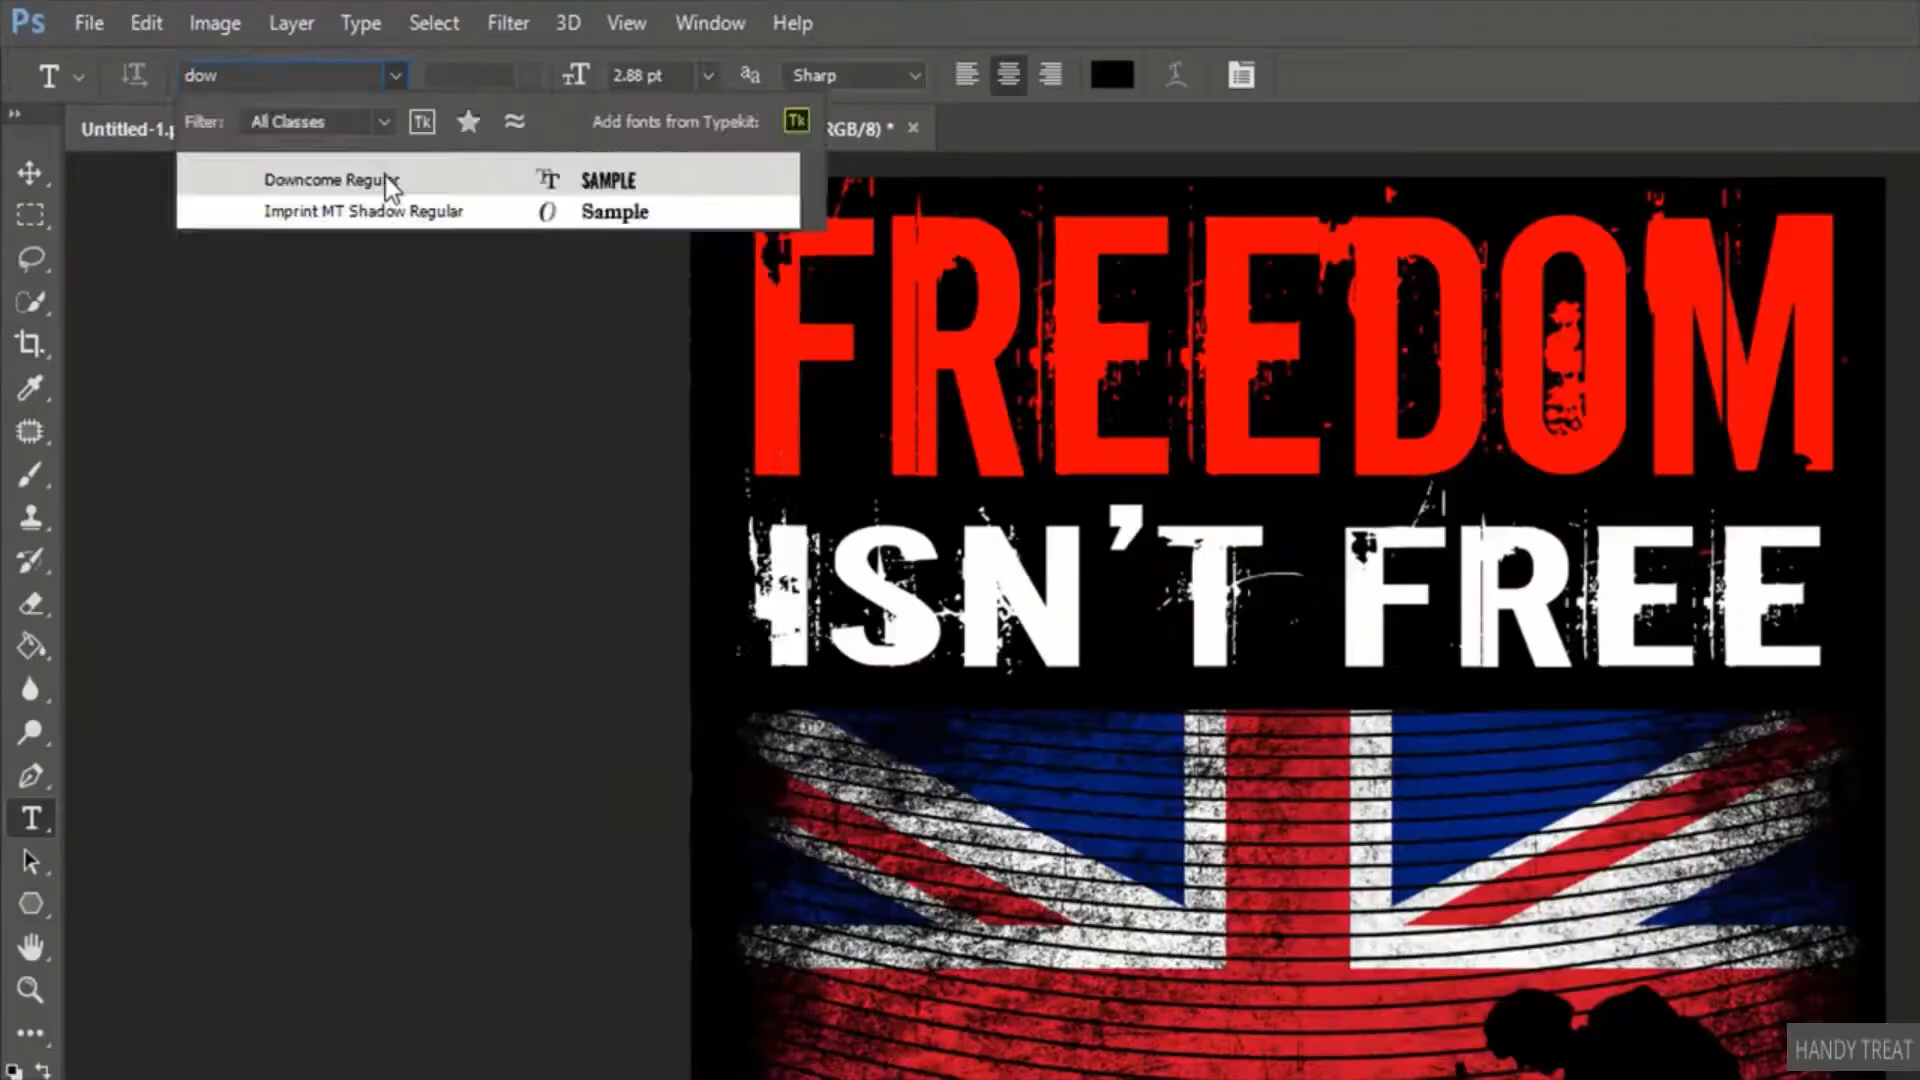 Ps File Edit Image Layer Type Select Filter 3D View Window Help
T dow 2.88 pt aa Sharp
Filter: All Classes Tk Add fonts from Typekit: Tk
Untitled-1.p RGB/8) * ×
Downcome Regular SAMPLE
Imprint MT Shadow Regular Sample
FREEDOM
ISN'T FREE
T
HANDY TREAT